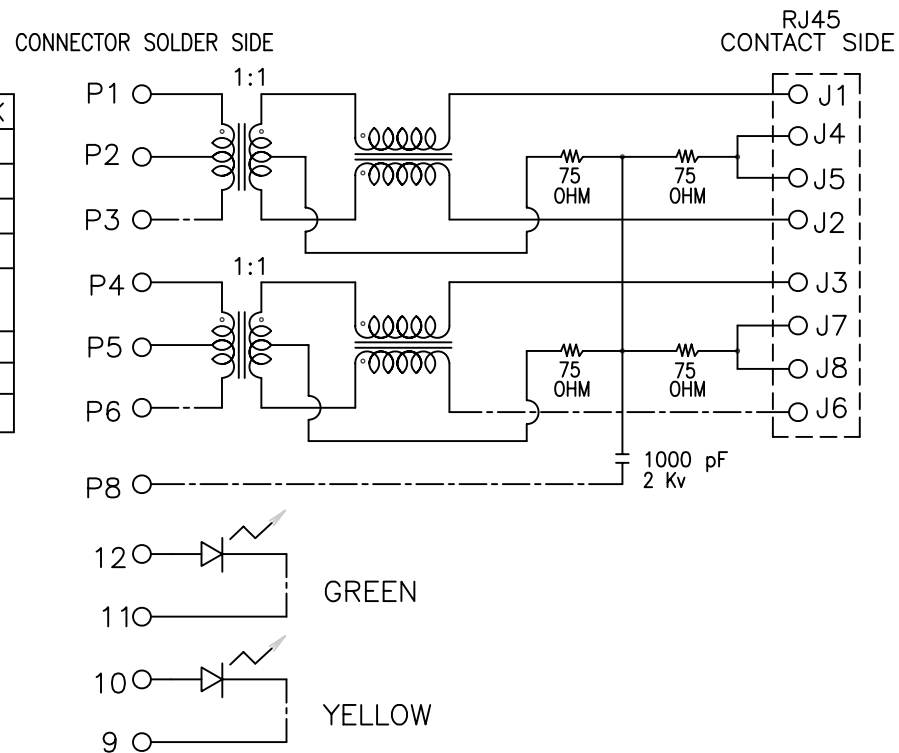 RJ45
CONNECTOR SOLDER SIDE
CONTACT SIDE
K
1:1
P1
J1
P2
J4
75
OHM
75
OHM
J5
P3
J2
1:1
P4
J3
P5
J7
75
OHM
75
OHM
J8
P6
J6
1000 pF
2 Kv
P8
12
GREEN
11
10
YELLOW
9